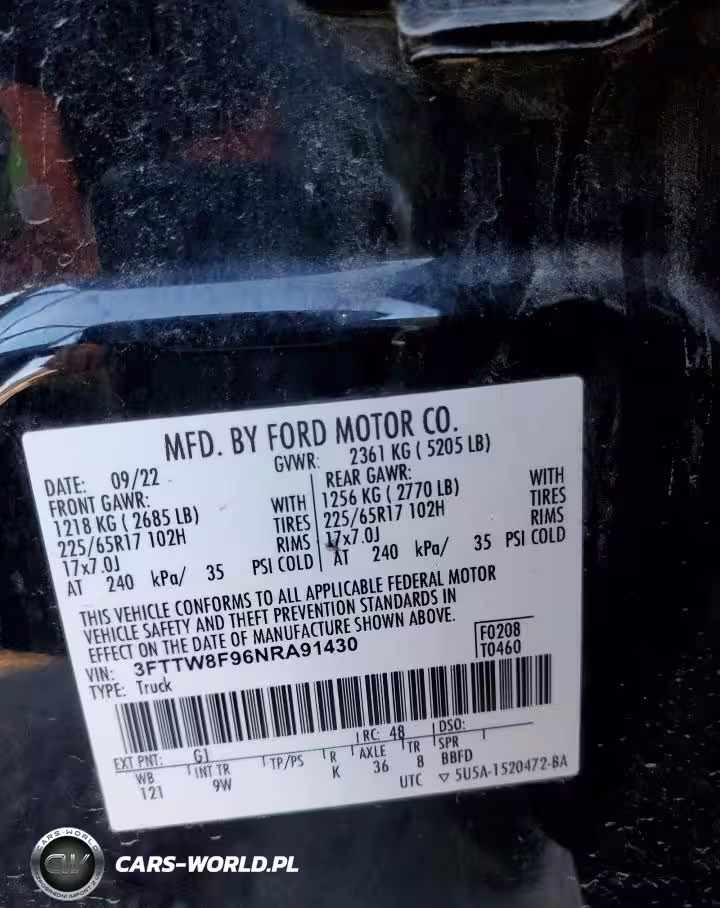 MFD. BY FORD MOTOR CO.
DATE: 09/22 GVWR: 2361 KG ( 5205 LB)
FRONT GAWR: REAR GAWR:
1218 KG ( 2685 LB) WITH 1256 KG ( 2770 LB) WITH
225/65R17 102H TIRES 225/65R17 102H TIRES
17x7.0J RIMS 17x7.0J RIMS
AT 240 kPa/ 35 PSI COLD AT 240 kPa/ 35 PSI COLD
THIS VEHICLE CONFORMS TO ALL APPLICABLE FEDERAL MOTOR
VEHICLE SAFETY AND THEFT PREVENTION STANDARDS IN
EFFECT ON THE DATE OF MANUFACTURE SHOWN ABOVE.
VIN: 3FTTW8F96NRA91430 F0208
TYPE: Truck T0460
EXT PNT: G1 RC: 48 DSO:
WB INT TR TP/PS R AXLE TR SPR
121 9W K 36 8 BBFD
UTC ▽ 5U5A-1520472-BA
CARS-WORLD
CW
CARS-WORLD.PL